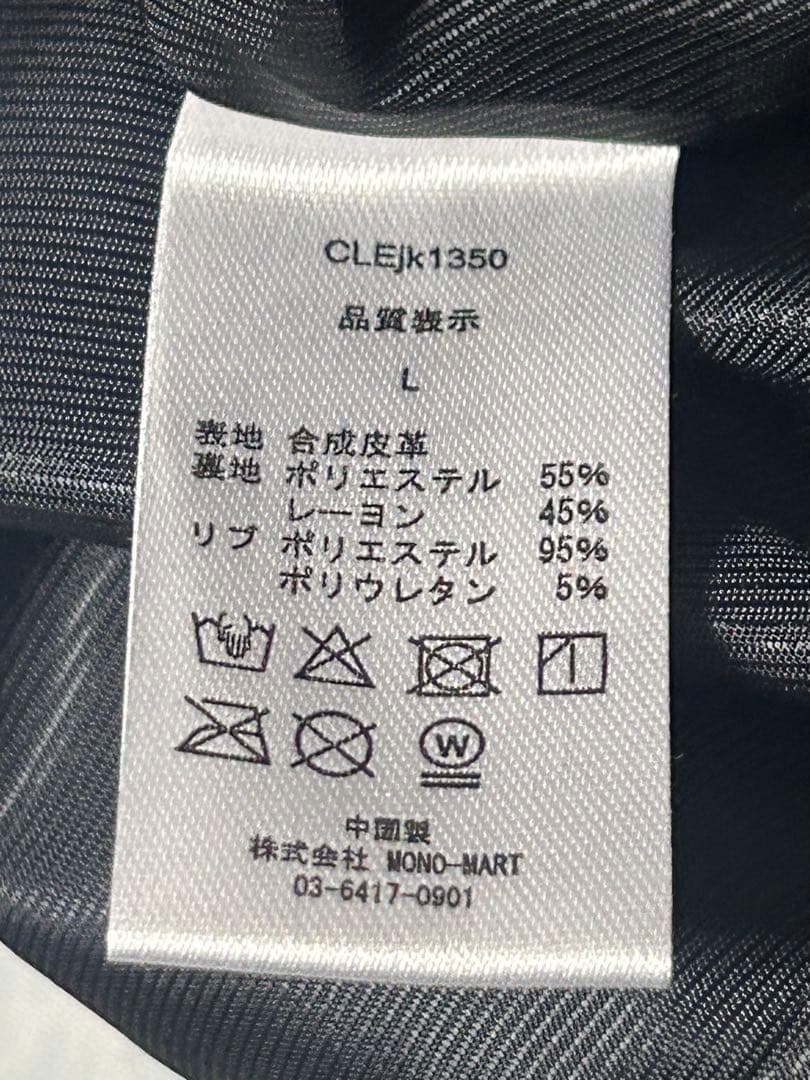 CLEjk1350
品質表示
L
表地 合成皮革
裏地 ポリエステル 55%
レーヨン 45%
リブ ポリエステル 95%
ポリウレタン 5%
W
中国製
株式会社 MONO-MART
03-6417-0901